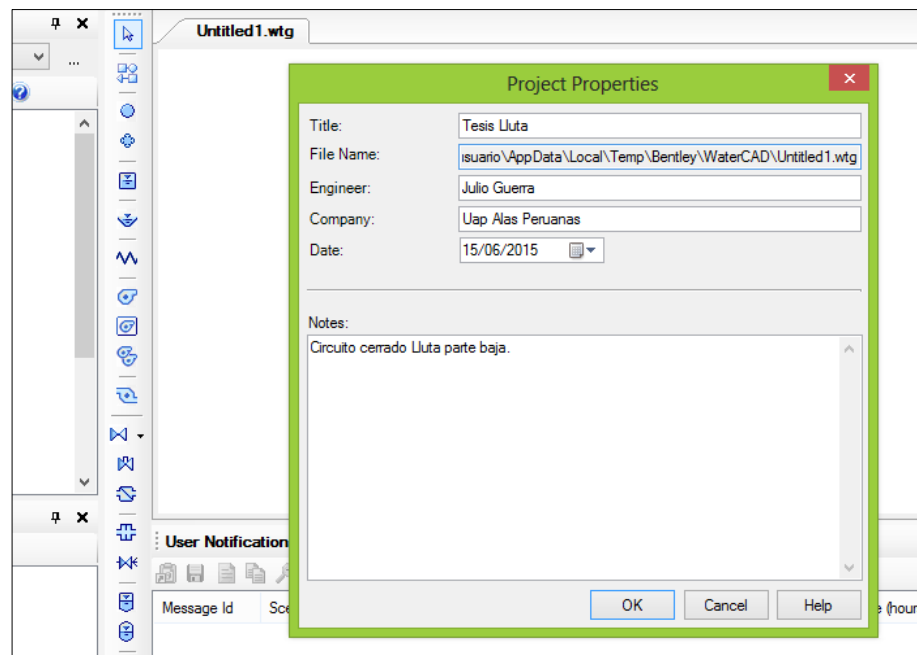 Untitled1.wtg
Project Properties
Title: Tesis Lluta
File Name: ısuario\AppData\Local\Temp\Bentley\WaterCAD\Untitled1.wtg
Engineer: Julio Guerra
Company: Uap Alas Peruanas
Date: 15/06/2015
Notes:
Circuito cerrado Lluta parte baja.
OK Cancel Help
User Notification
Message Id
(hour